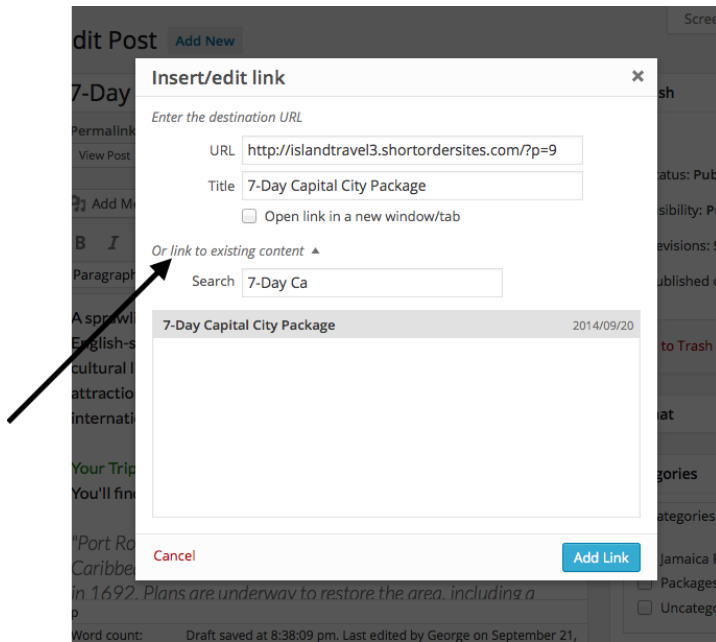 Scree
dit Post Add New
Insert/edit link
7-Day
sh
Enter the destination URL
Permalink
URL http://islandtravel3.shortordersites.com/?p=9
View Post
Title 7-Day Capital City Package
tatus: Pub
Add Me
Open link in a new window/tab
sibility: P
B I
Or link to existing content
evisions: 5
Paragraph
Search 7-Day Ca
ublished o
A sprawli
7-Day Capital City Package 2014/09/20
English-s
to Trash
cultural l
attractio
internati
at
Your Trip
gories
You'll fin
ategories
"Port Ro
Cancel
Add Link
Jamaica P
Caribbea
Packages
in 1692. Plans are underway to restore the area, including a
Uncatego
p
Word count: Draft saved at 8:38:09 pm. Last edited by George on September 21,